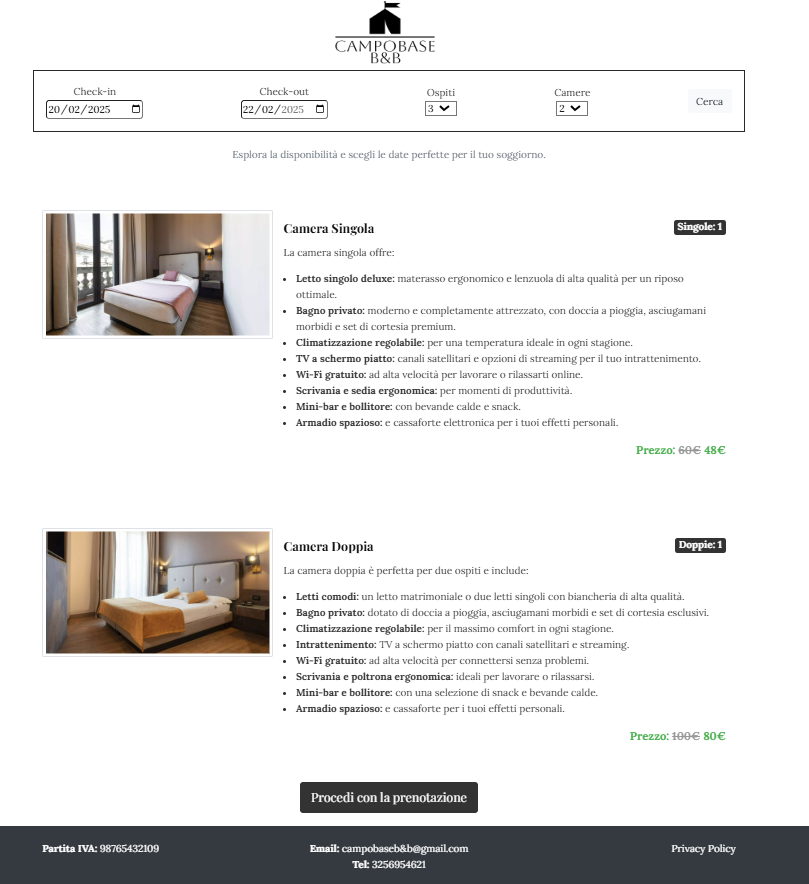 CAMPOBASE
B&B
Check-in
Check-out
Ospiti
Camere
20/02/2025
22/02/2025
3
2
Cerca
Esplora la disponibilità e scegli le date perfette per il tuo soggiorno.
Camera Singola
Singole: 1
La camera singola offre:
• Letto singolo deluxe: materasso ergonomico e lenzuola di alta qualità per un riposo
ottimale.
• Bagno privato: moderno e completamente attrezzato, con doccia a pioggia, asciugamani
morbidi e set di cortesia premium.
• Climatizzazione regolabile: per una temperatura ideale in ogni stagione.
• TV a schermo piatto: canali satellitari e opzioni di streaming per il tuo intrattenimento.
• Wi-Fi gratuito: ad alta velocità per lavorare o rilassarti online.
• Scrivania e sedia ergonomica: per momenti di produttività.
• Mini-bar e bollitore: con bevande calde e snack.
• Armadio spazioso: e cassaforte elettronica per i tuoi effetti personali.
Prezzo: 60€ 48€
Camera Doppia
Doppie: 1
La camera doppia è perfetta per due ospiti e include:
• Letti comodi: un letto matrimoniale o due letti singoli con biancheria di alta qualità.
• Bagno privato: dotato di doccia a pioggia, asciugamani morbidi e set di cortesia esclusivi.
• Climatizzazione regolabile: per il massimo comfort in ogni stagione.
• Intrattenimento: TV a schermo piatto con canali satellitari e streaming.
• Wi-Fi gratuito: ad alta velocità per connettersi senza problemi.
• Scrivania e poltrona ergonomica: ideali per lavorare o rilassarsi.
• Mini-bar e bollitore: con una selezione di snack e bevande calde.
• Armadio spazioso: e cassaforte per i tuoi effetti personali.
Prezzo: 100€ 80€
Procedi con la prenotazione
Partita IVA: 98765432109
Email: campobaseb&b@gmail.com
Privacy Policy
Tel: 3256954621